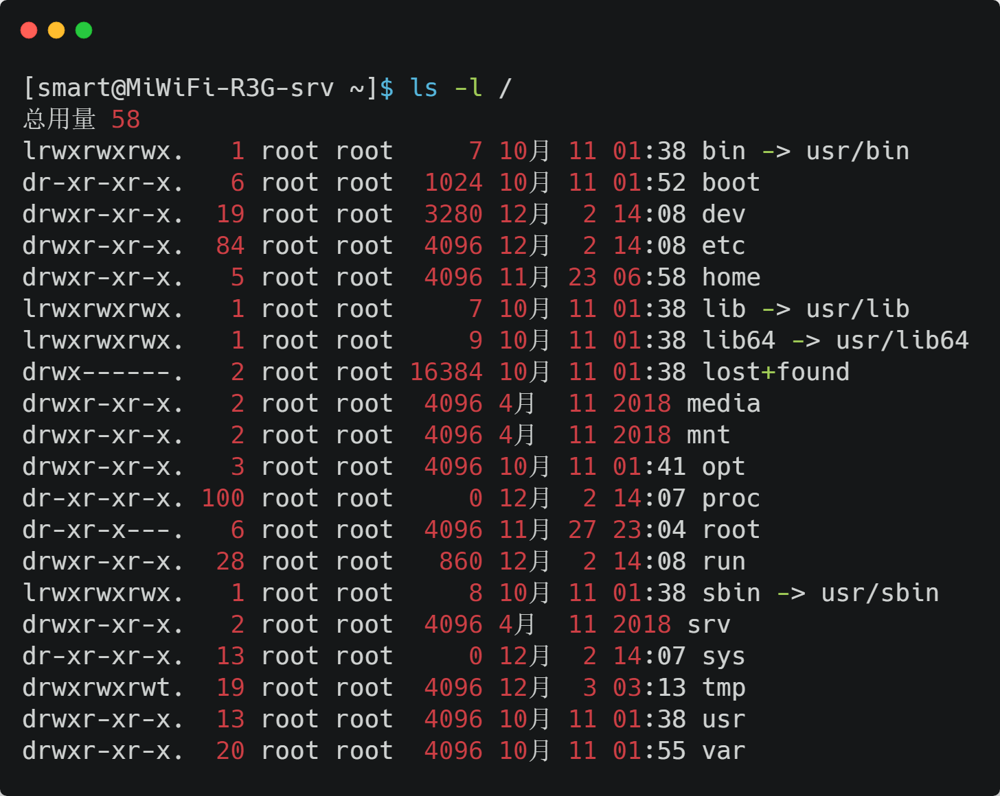 [smart@MiWiFi-R3G-srv ~]$ ls -l /
总用量 58
lrwxrwxrwx.   1 root root     7 10月 11 01:38 bin -> usr/bin
dr-xr-xr-x.   6 root root  1024 10月 11 01:52 boot
drwxr-xr-x.  19 root root  3280 12月  2 14:08 dev
drwxr-xr-x.  84 root root  4096 12月  2 14:08 etc
drwxr-xr-x.   5 root root  4096 11月 23 06:58 home
lrwxrwxrwx.   1 root root     7 10月 11 01:38 lib -> usr/lib
lrwxrwxrwx.   1 root root     9 10月 11 01:38 lib64 -> usr/lib64
drwx------.   2 root root 16384 10月 11 01:38 lost+found
drwxr-xr-x.   2 root root  4096 4月  11 2018 media
drwxr-xr-x.   2 root root  4096 4月  11 2018 mnt
drwxr-xr-x.   3 root root  4096 10月 11 01:41 opt
dr-xr-xr-x. 100 root root     0 12月  2 14:07 proc
dr-xr-x---.   6 root root  4096 11月 27 23:04 root
drwxr-xr-x.  28 root root   860 12月  2 14:08 run
lrwxrwxrwx.   1 root root     8 10月 11 01:38 sbin -> usr/sbin
drwxr-xr-x.   2 root root  4096 4月  11 2018 srv
dr-xr-xr-x.  13 root root     0 12月  2 14:07 sys
drwxrwxrwt.  19 root root  4096 12月  3 03:13 tmp
drwxr-xr-x.  13 root root  4096 10月 11 01:38 usr
drwxr-xr-x.  20 root root  4096 10月 11 01:55 var